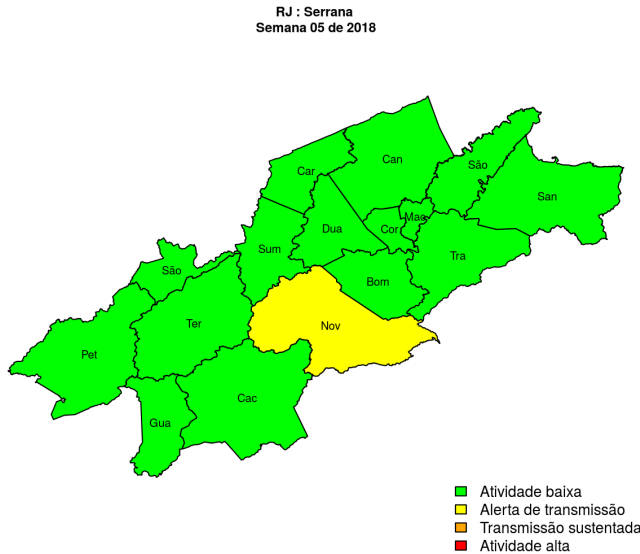 RJ : Serrana
Semana 05 de 2018
Can
São
Car
San
Mac
Dua
Cor
Sum
Tra
São
Bom
Ter
Nov
Pet
Cac
Gua
Atividade baixa
Alerta de transmissão
Transmissão sustentada
Atividade alta